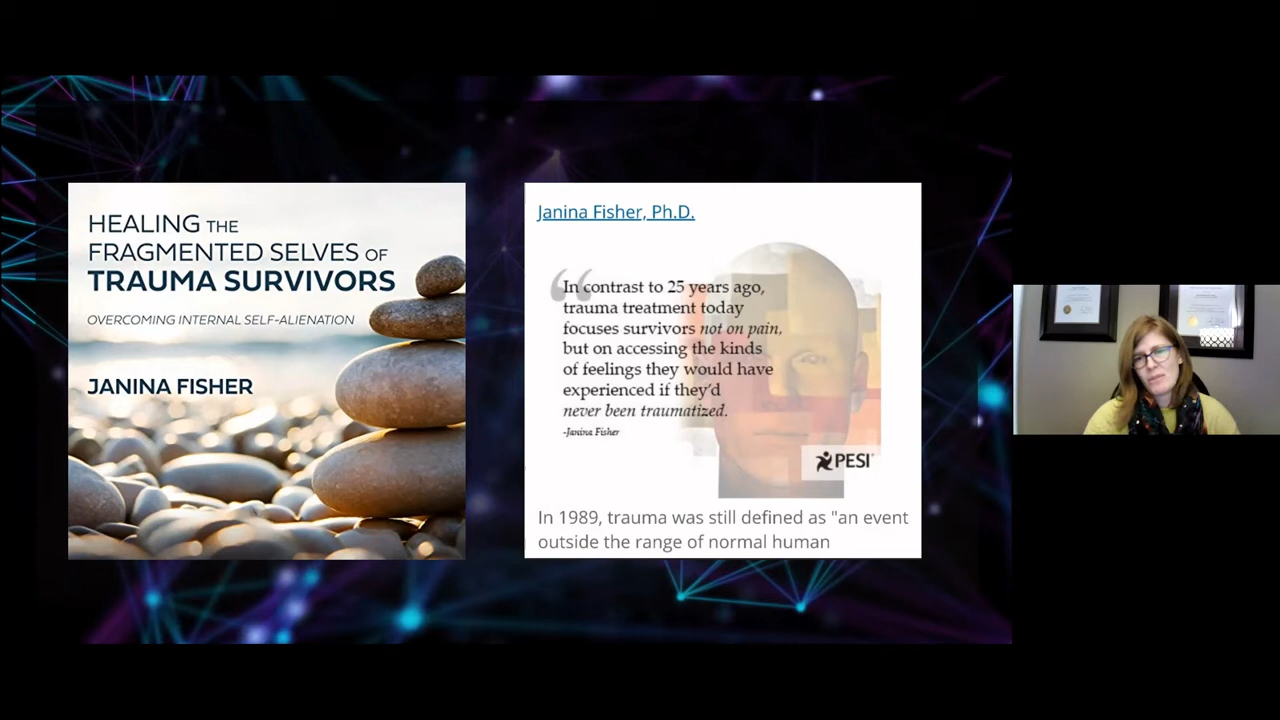 HEALING THE
FRAGMENTED SELVES OF
TRAUMA SURVIVORS
OVERCOMING INTERNAL SELF-ALIENATION
JANINA FISHER
Janina Fisher, Ph.D.
“In contrast to 25 years ago,
trauma treatment today
focuses survivors not on pain,
but on accessing the kinds
of feelings they would have
experienced if they'd
never been traumatized.
-Janina Fisher
PESI
In 1989, trauma was still defined as "an event
outside the range of normal human